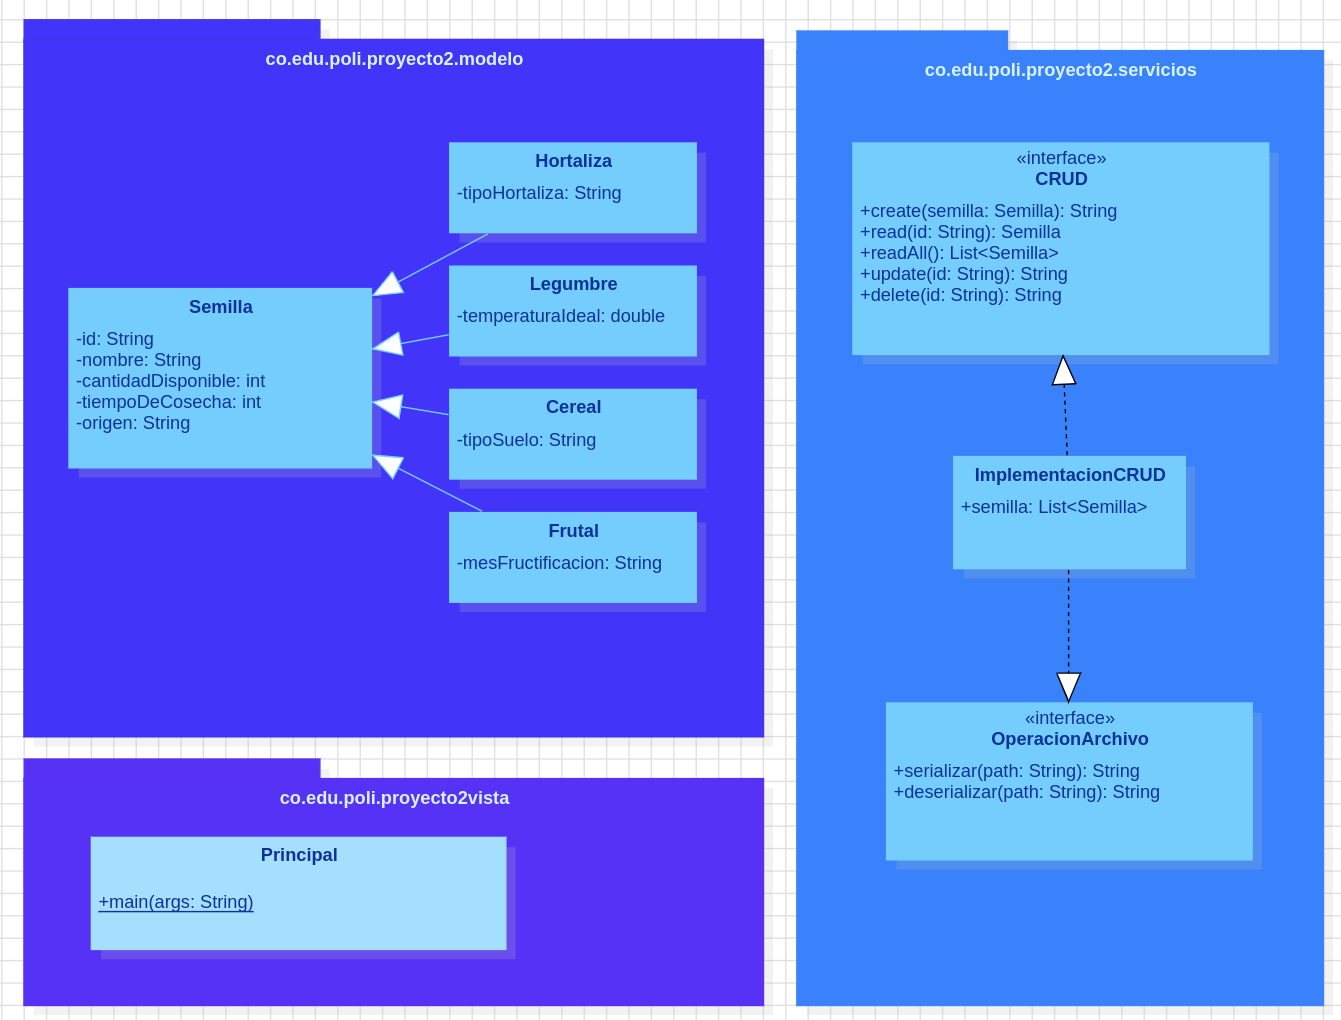 co.edu.poli.proyecto2.modelo
Hortaliza
-tipoHortaliza: String
Legumbre
-temperaturaIdeal: double
Semilla
-id: String
-nombre: String
-cantidadDisponible: int
-tiempoDeCosecha: int
-origen: String
Cereal
-tipoSuelo: String
Frutal
-mesFructificacion: String
co.edu.poli.proyecto2vista
Principal
+main(args: String)
co.edu.poli.proyecto2.servicios
«interface»
CRUD
+create(semilla: Semilla): String
+read(id: String): Semilla
+readAll(): List<Semilla>
+update(id: String): String
+delete(id: String): String
ImplementacionCRUD
+semilla: List<Semilla>
«interface»
OperacionArchivo
+serializar(path: String): String
+deserializar(path: String): String